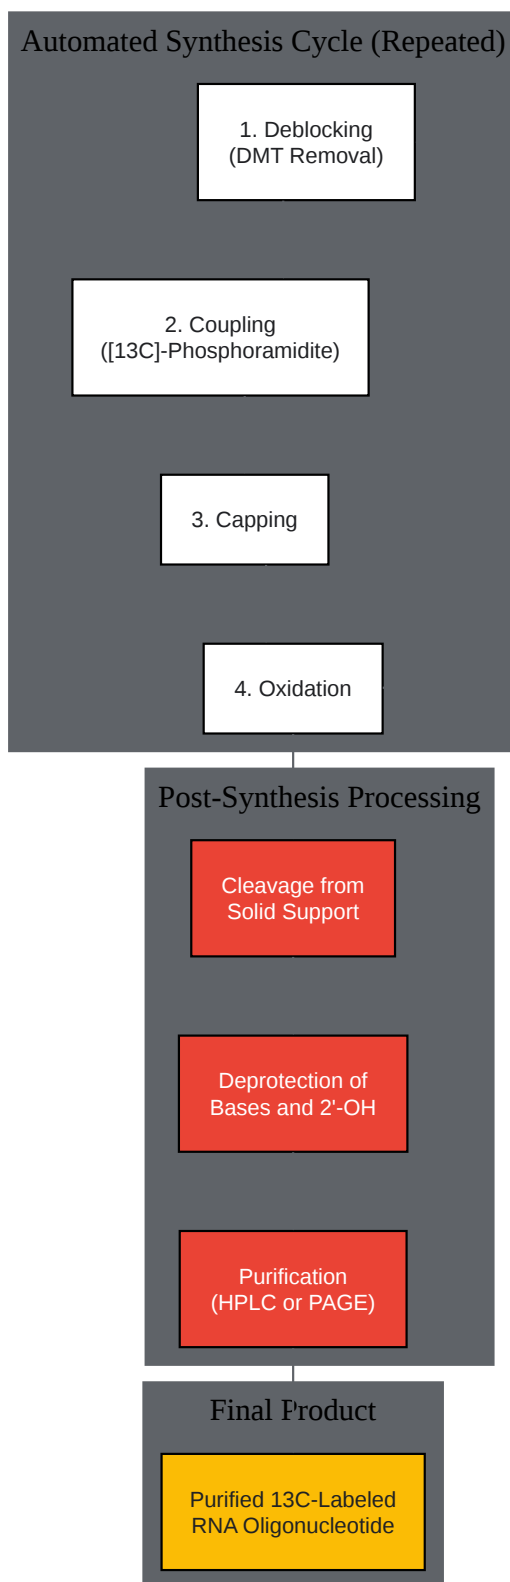 Automated Synthesis Cycle (Repeated)
1. Deblocking
(DMT Removal)
2. Coupling
([13C]-Phosphoramidite)
3. Capping
4. Oxidation
Post-Synthesis Processing
Cleavage from
Solid Support
Deprotection of
Bases and 2'-OH
Purification
(HPLC or PAGE)
Final Product
Purified 13C-Labeled
RNA Oligonucleotide